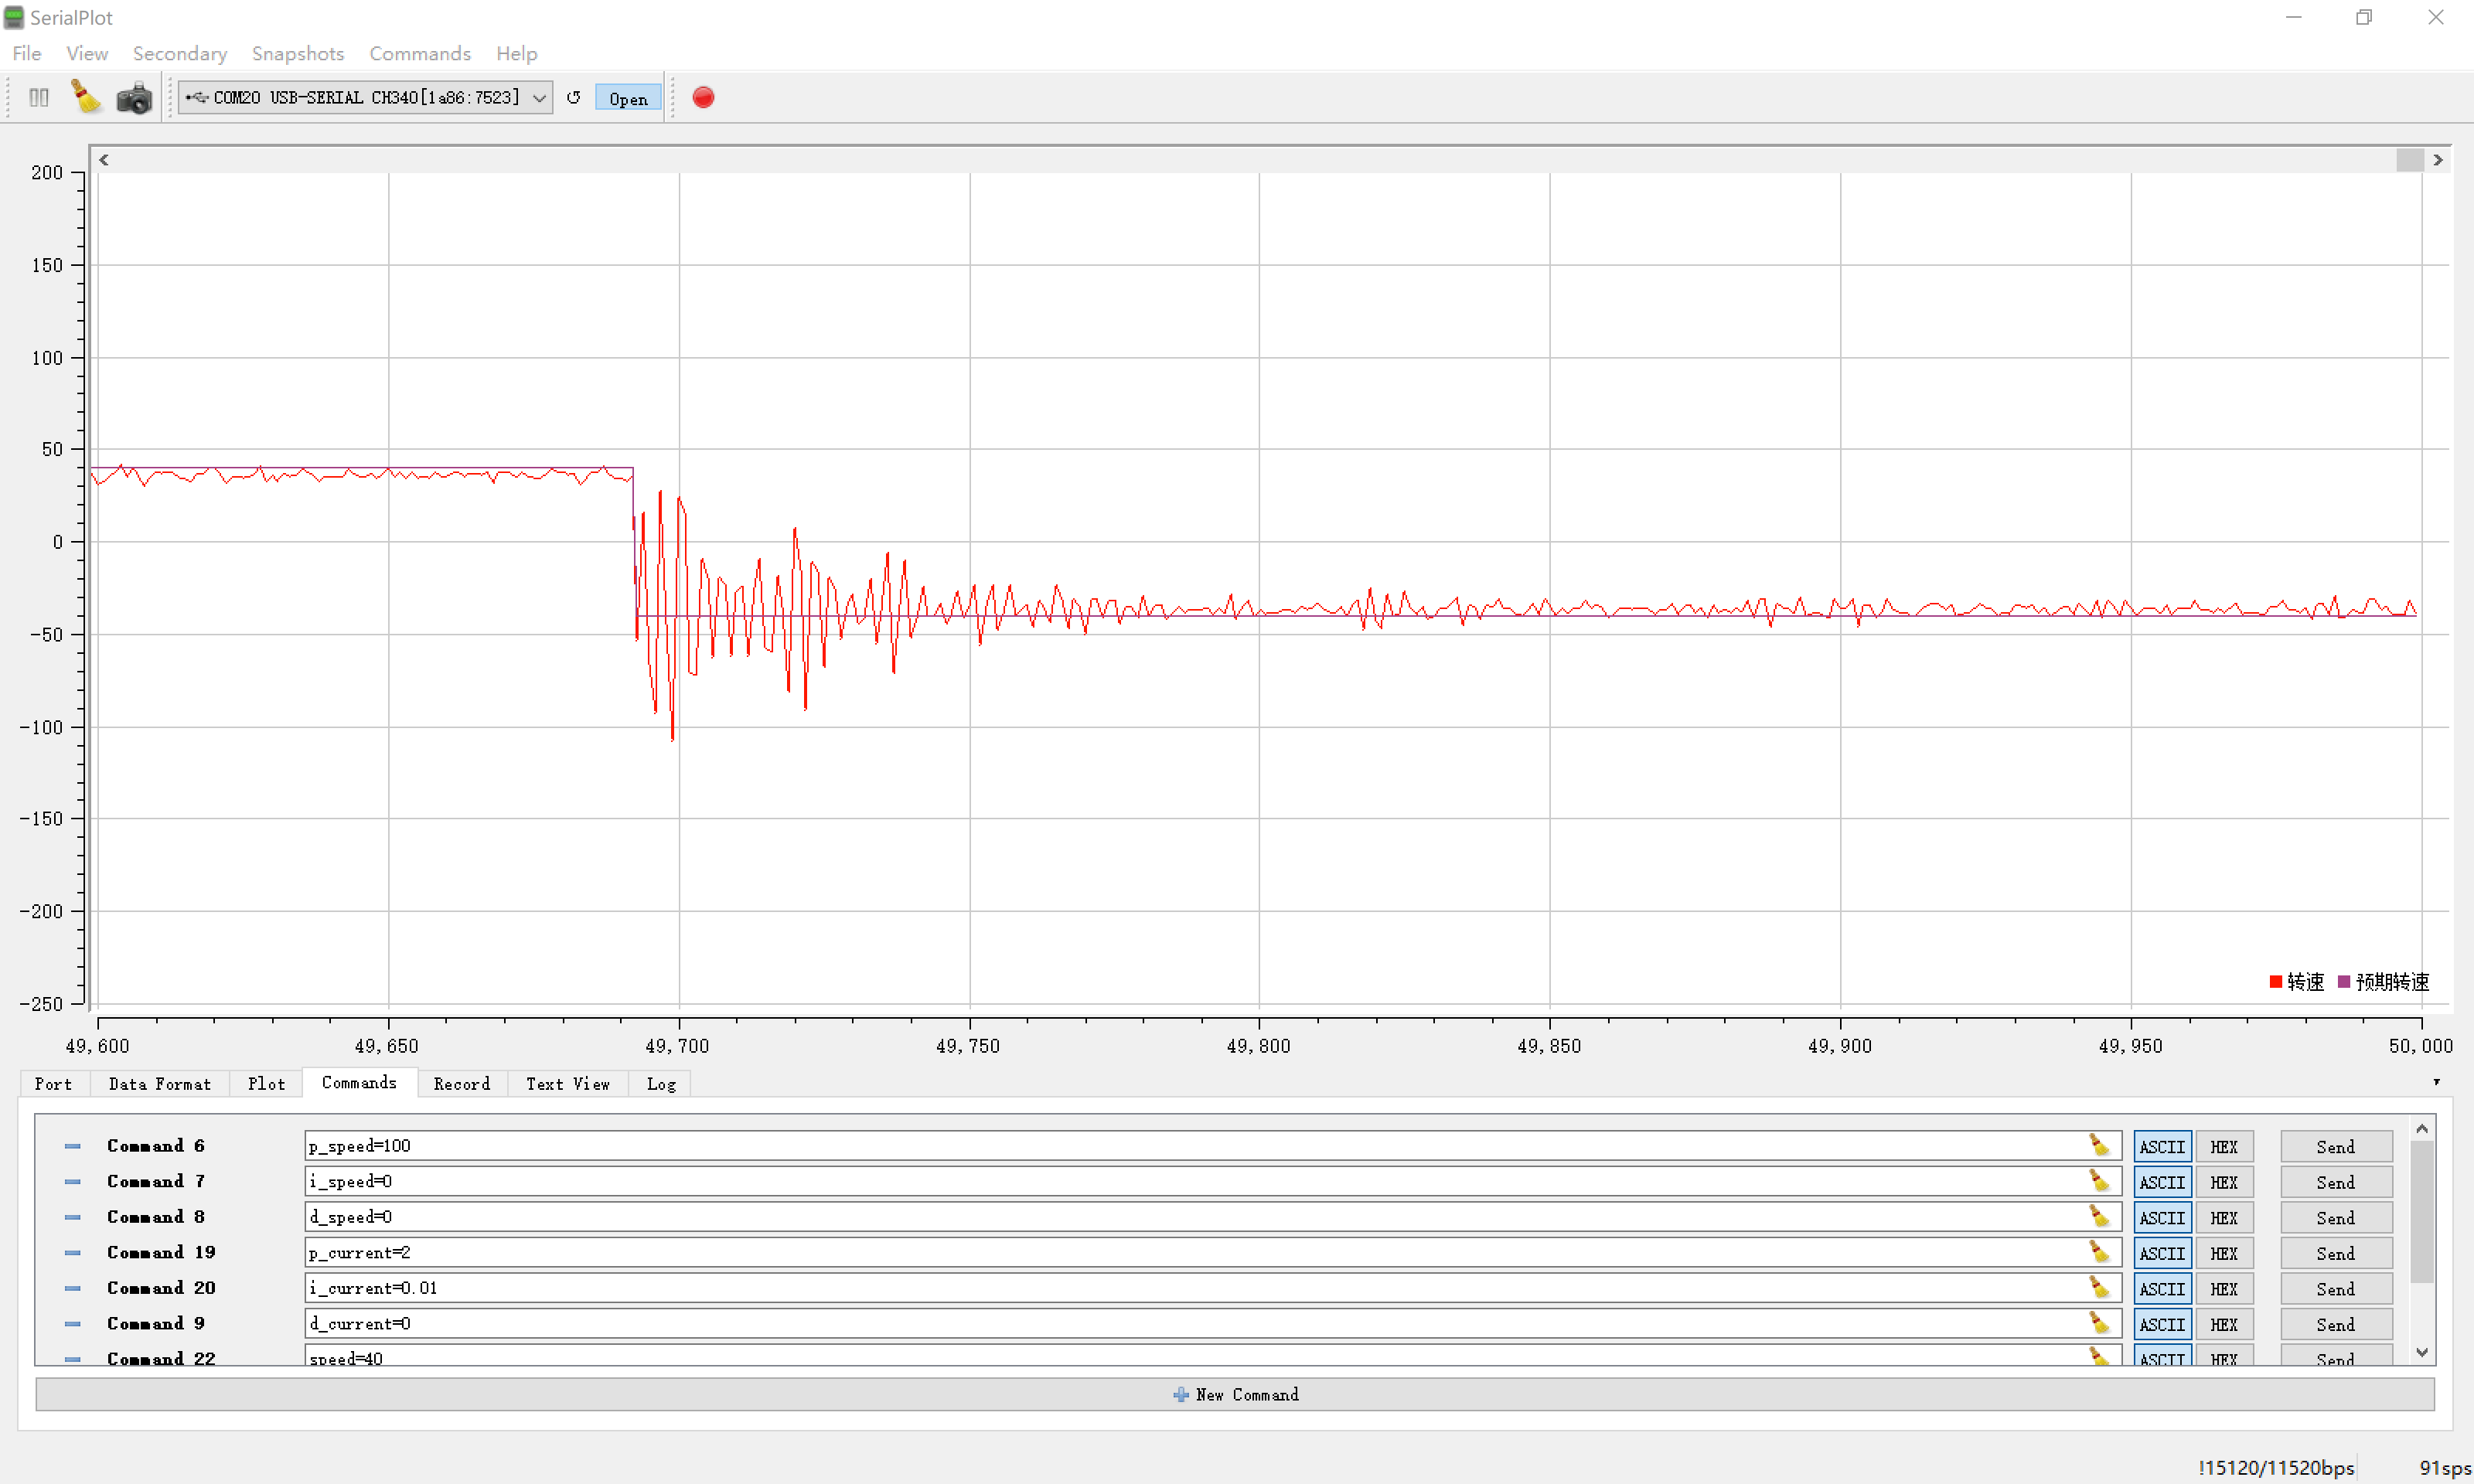 SerialPlot
File View Secondary Snapshots Commands Help
COM20 USB-SERIAL CH340[1a86:7523] Open
200
150
100
50
0
-50
-100
-150
-200
-250
转速 预期转速
49,600 49,650 49,700 49,750 49,800 49,850 49,900 49,950 50,000
Port Data Format Plot Commands Record Text View Log
Command 6 p_speed=100 ASCII HEX Send
Command 7 i_speed=0 ASCII HEX Send
Command 8 d_speed=0 ASCII HEX Send
Command 19 p_current=2 ASCII HEX Send
Command 20 i_current=0.01 ASCII HEX Send
Command 9 d_current=0 ASCII HEX Send
Command 22 speed=40 ASCII HEX Send
New Command
!15120/11520bps 91sps